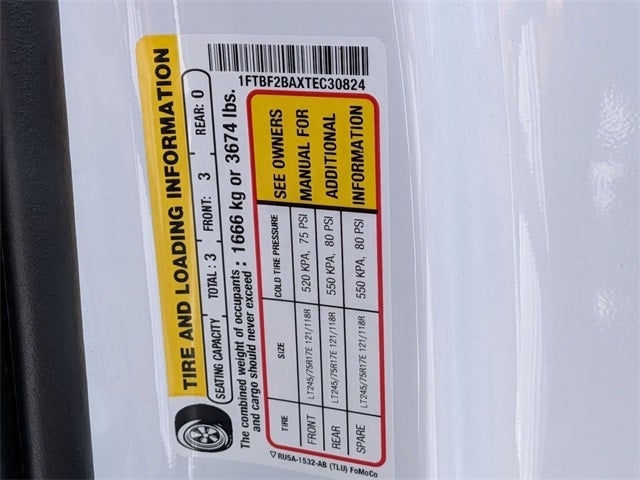 TIRE AND LOADING INFORMATION
SEATING CAPACITY TOTAL: 3 FRONT: 3 REAR: 0
The combined weight of occupants and cargo should never exceed : 1666 kg or 3674 lbs.
TIRE SIZE COLD TIRE PRESSURE
FRONT LT245/75R17E 121/118R 520 KPA, 75 PSI
REAR LT245/75R17E 121/118R 550 KPA, 80 PSI
SPARE LT245/75R17E 121/118R 550 KPA, 80 PSI
SEE OWNERS
MANUAL FOR
ADDITIONAL
INFORMATION
▽ RU5A-1532-AB (TLU) FoMoCo
1FTBF2BAXTEC30824